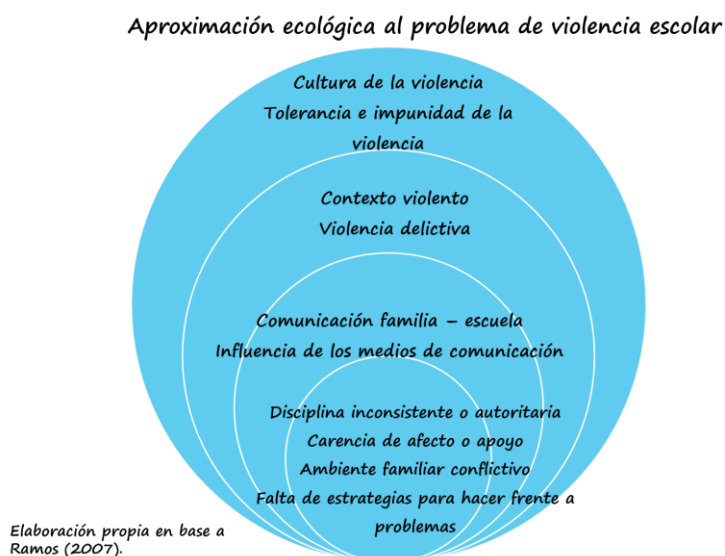 Aproximación ecológica al problema de violencia escolar
Cultura de la violencia
Tolerancia e impunidad de la
violencia
Contexto violento
Violencia delictiva
Comunicación familia – escuela
Influencia de los medios de comunicación
Disciplina inconsistente o autoritaria
Carencia de afecto o apoyo
Ambiente familiar conflictivo
Falta de estrategias para hacer frente a
problemas
Elaboración propia en base a
Ramos (2007).